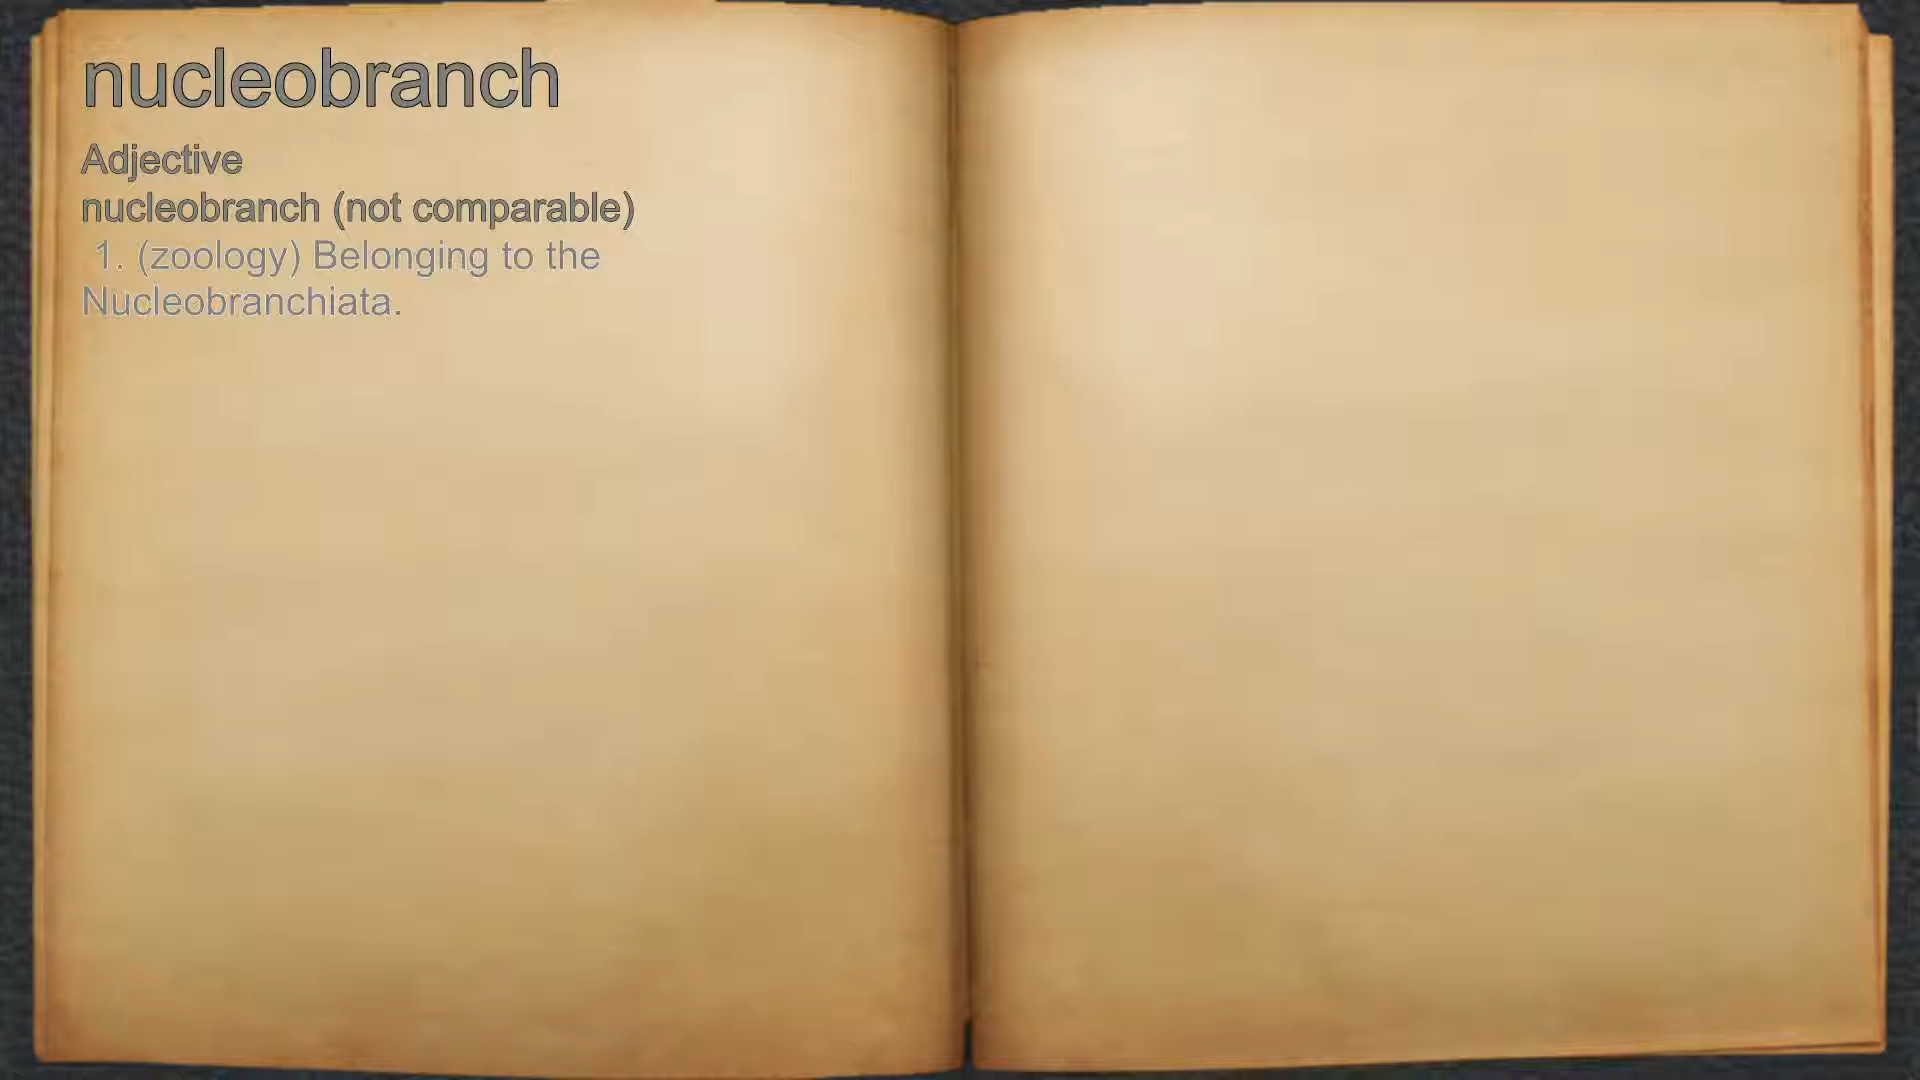 nucleobranch
Adjective
nucleobranch (not comparable)
1. (zoology) Belonging to the
Nucleobranchiata.